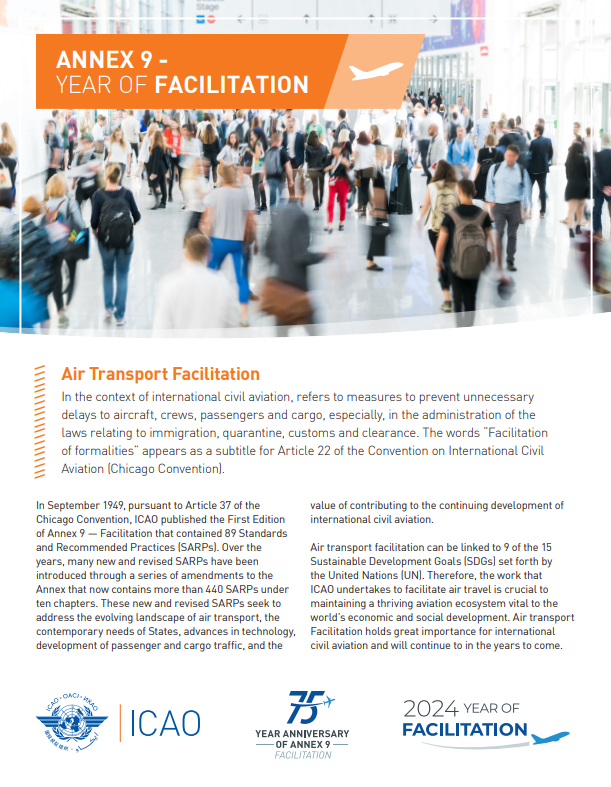 Stage
ANNEX 9 -
YEAR OF FACILITATION
Air Transport Facilitation
In the context of international civil aviation, refers to measures to prevent unnecessary
delays to aircraft, crews, passengers and cargo, especially, in the administration of the
laws relating to immigration, quarantine, customs and clearance. The words “Facilitation
of formalities” appears as a subtitle for Article 22 of the Convention on International Civil
Aviation (Chicago Convention).
In September 1949, pursuant to Article 37 of the
Chicago Convention, ICAO published the First Edition
of Annex 9 — Facilitation that contained 89 Standards
and Recommended Practices (SARPs). Over the
years, many new and revised SARPs have been
introduced through a series of amendments to the
Annex that now contains more than 440 SARPs under
ten chapters. These new and revised SARPs seek to
address the evolving landscape of air transport, the
contemporary needs of States, advances in technology,
development of passenger and cargo traffic, and the
value of contributing to the continuing development of
international civil aviation.
Air transport facilitation can be linked to 9 of the 15
Sustainable Development Goals (SDGs) set forth by
the United Nations (UN). Therefore, the work that
ICAO undertakes to facilitate air travel is crucial to
maintaining a thriving aviation ecosystem vital to the
world’s economic and social development. Air transport
Facilitation holds great importance for international
civil aviation and will continue to in the years to come.
ICAO · OACI · ИКАО
ICAO
75
YEAR ANNIVERSARY
OF ANNEX 9
FACILITATION
2024 YEAR OF
FACILITATION